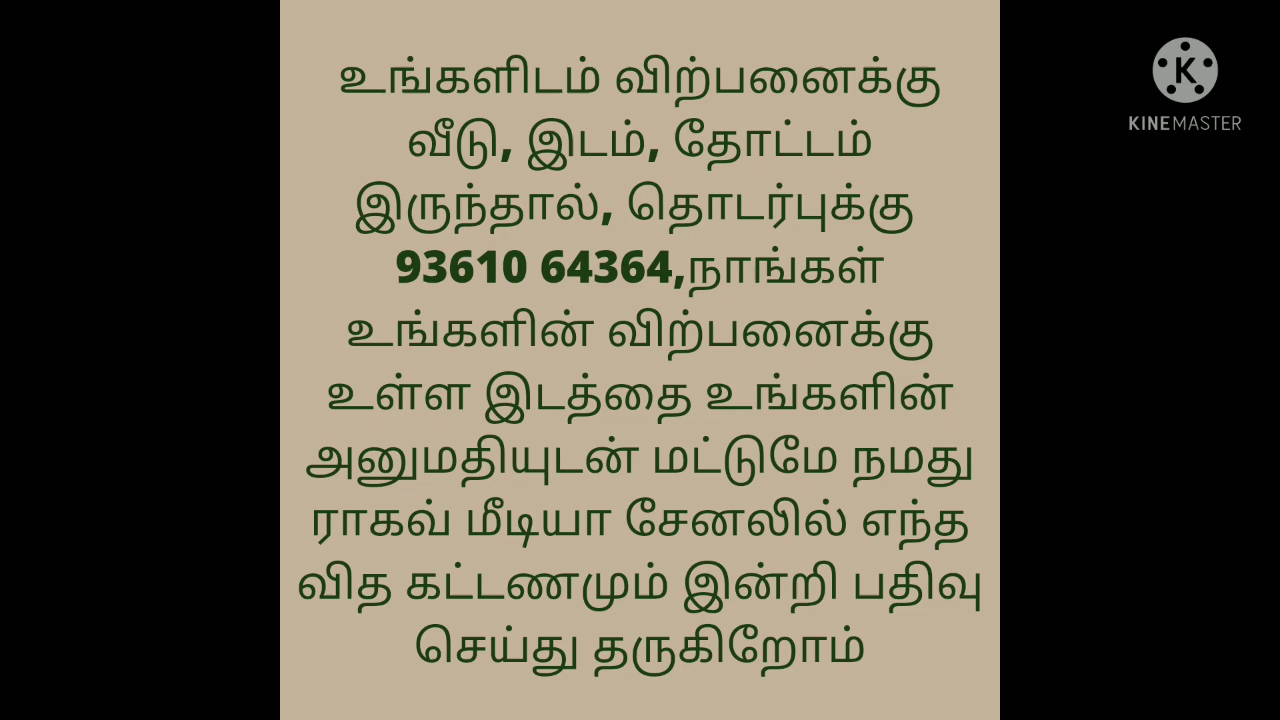 உங்களிடம் விற்பனைக்கு
வீடு, இடம், தோட்டம்
இருந்தால், தொடர்புக்கு
93610 64364,நாங்கள்
உங்களின் விற்பனைக்கு
உள்ள இடத்தை உங்களின்
அனுமதியுடன் மட்டுமே நமது
ராகவ் மீடியா சேனலில் எந்த
வித கட்டணமும் இன்றி பதிவு
செய்து தருகிறோம்
K
KINEMASTER